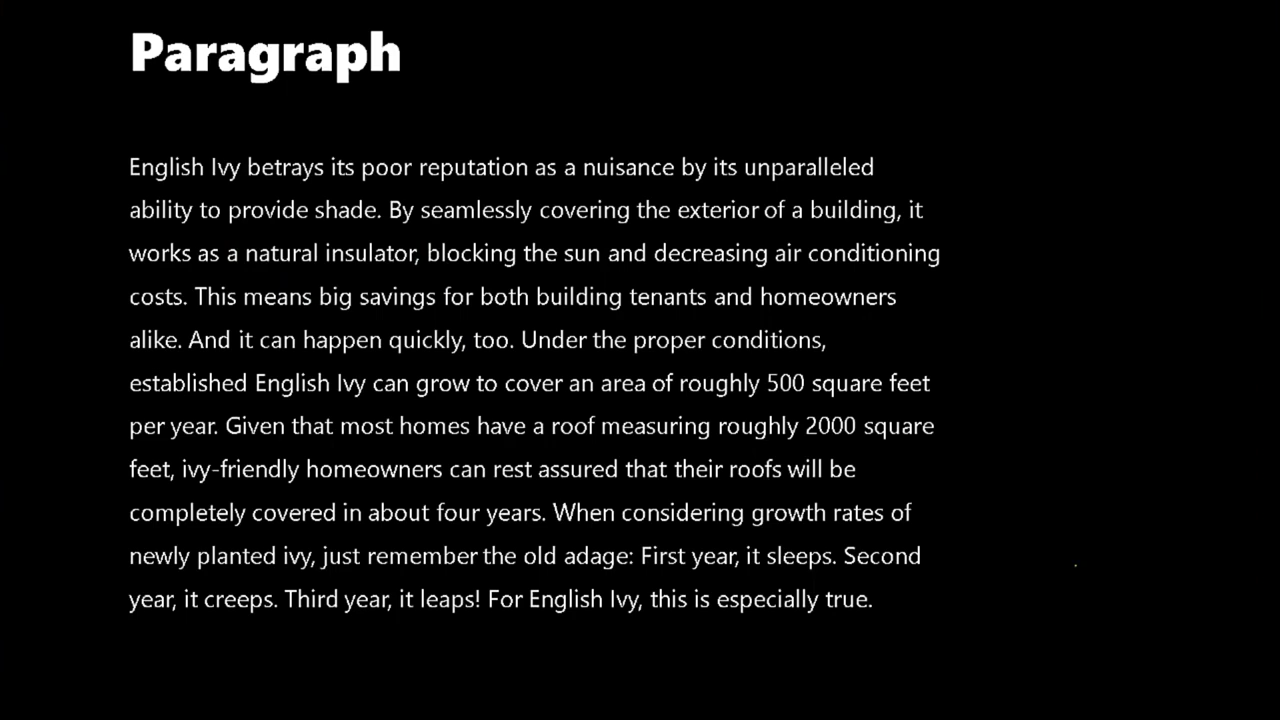 Paragraph
English Ivy betrays its poor reputation as a nuisance by its unparalleled
ability to provide shade. By seamlessly covering the exterior of a building, it
works as a natural insulator, blocking the sun and decreasing air conditioning
costs. This means big savings for both building tenants and homeowners
alike. And it can happen quickly, too. Under the proper conditions,
established English Ivy can grow to cover an area of roughly 500 square feet
per year. Given that most homes have a roof measuring roughly 2000 square
feet, ivy-friendly homeowners can rest assured that their roofs will be
completely covered in about four years. When considering growth rates of
newly planted ivy, just remember the old adage: First year, it sleeps. Second
year, it creeps. Third year, it leaps! For English Ivy, this is especially true.